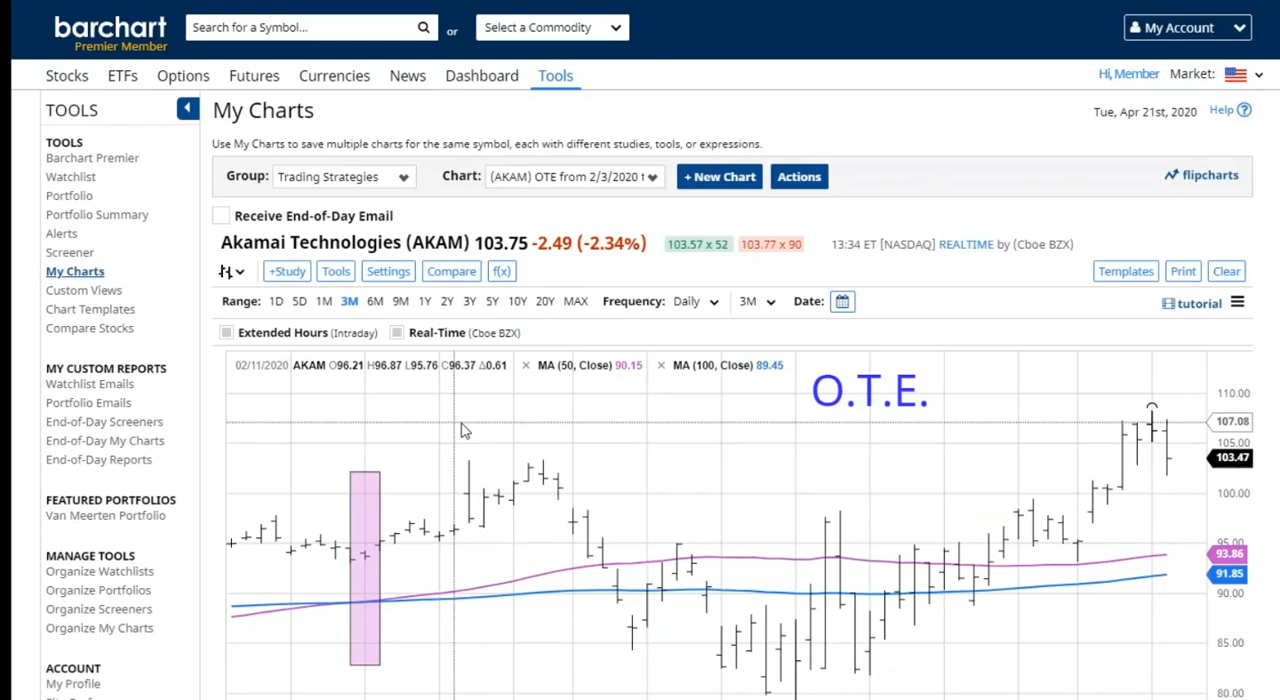 barchart
Premier Member
Search for a Symbol...
or
Select a Commodity
My Account
Stocks ETFs Options Futures Currencies News Dashboard Tools
Hi, Member Market:
TOOLS
My Charts
Tue, Apr 21st, 2020 Help ?
Use My Charts to save multiple charts for the same symbol, each with different studies, tools, or expressions.
Group: Trading Strategies Chart: (AKAM) OTE from 2/3/2020 t + New Chart Actions flipcharts
Receive End-of-Day Email
Akamai Technologies (AKAM) 103.75 -2.49 (-2.34%) 103.57 x 52 103.77 x 90 13:34 ET [NASDAQ] REALTIME by (Cboe BZX)
+Study Tools Settings Compare f(x) Templates Print Clear
Range: 1D 5D 1M 3M 6M 9M 1Y 2Y 3Y 5Y 10Y 20Y MAX Frequency: Daily 3M Date: tutorial
Extended Hours (Intraday) Real-Time (Cboe BZX)
02/11/2020 AKAM O96.21 H96.87 L95.76 C96.37 Δ0.61 × MA (50, Close) 90.15 × MA (100, Close) 89.45
O.T.E.
110.00
107.08
105.00
103.47
100.00
95.00
93.86
91.85
90.00
85.00
80.00
TOOLS
Barchart Premier
Watchlist
Portfolio
Portfolio Summary
Alerts
Screener
My Charts
Custom Views
Chart Templates
Compare Stocks
MY CUSTOM REPORTS
Watchlist Emails
Portfolio Emails
End-of-Day Screeners
End-of-Day My Charts
End-of-Day Reports
FEATURED PORTFOLIOS
Van Meerten Portfolio
MANAGE TOOLS
Organize Watchlists
Organize Portfolios
Organize Screeners
Organize My Charts
ACCOUNT
My Profile